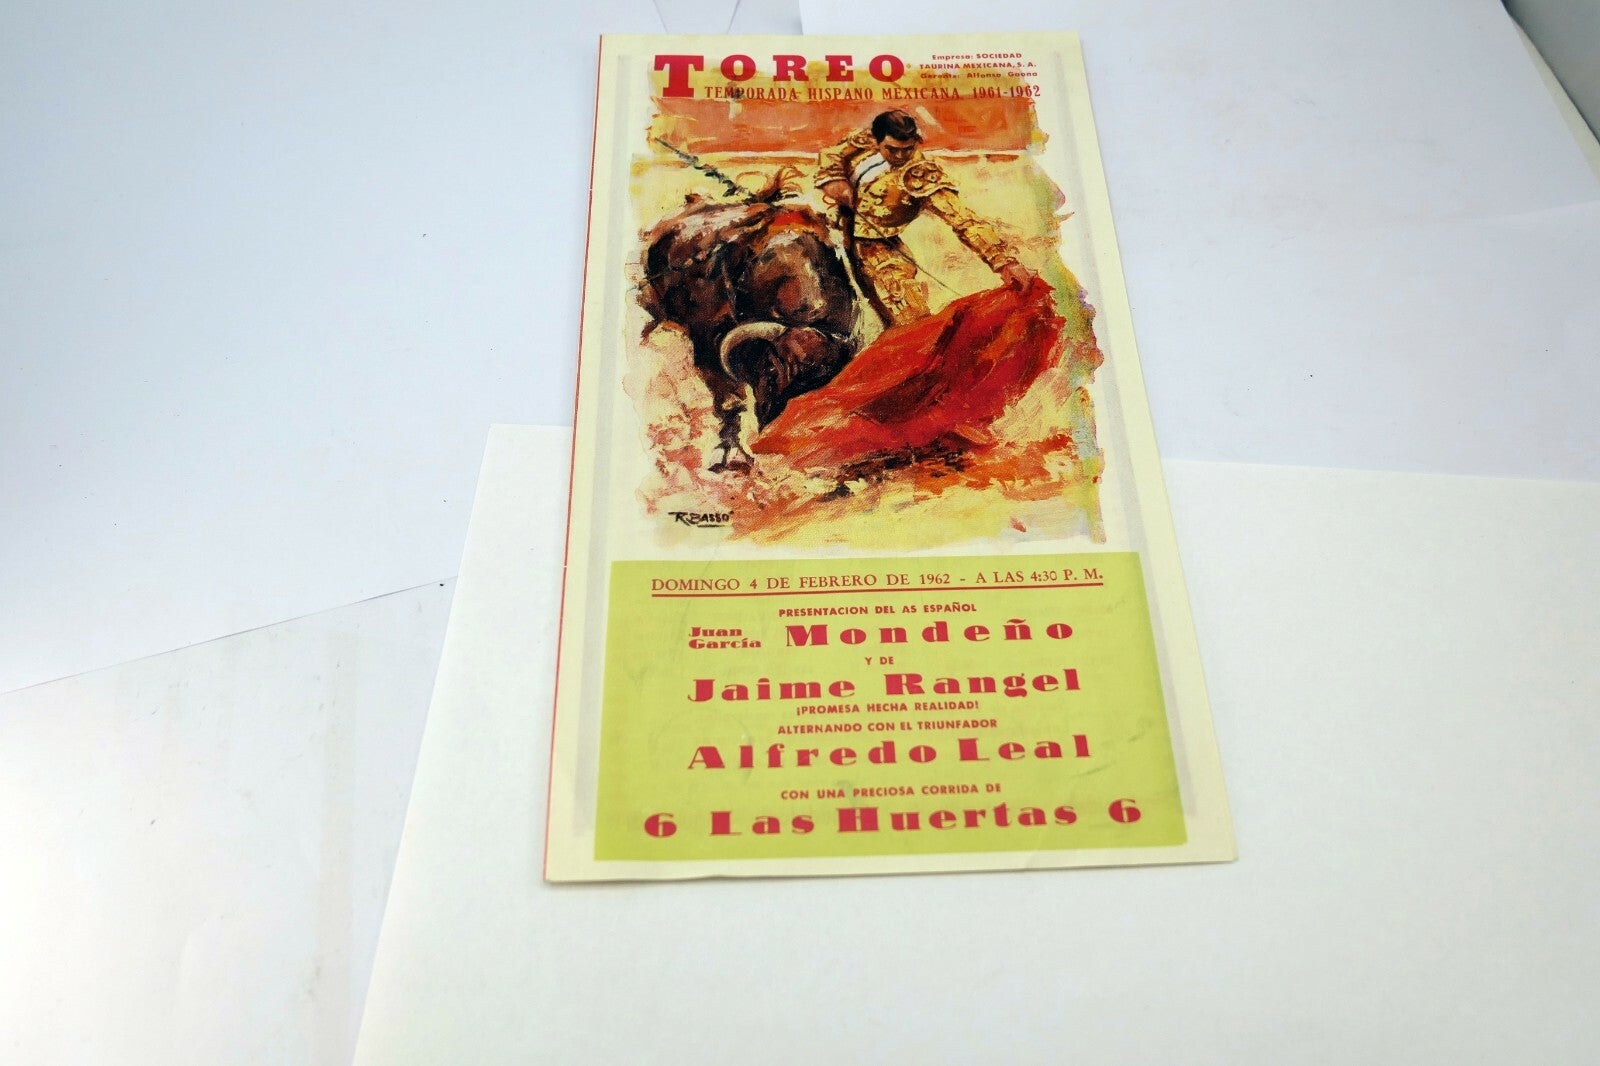 TOREO
Empresa: SOCIEDAD
TAURINA MEXICANA, S. A.
Gerente: Alfonso Gaona
TEMPORADA HISPANO MEXICANA 1961-1962
R. BASSO
DOMINGO 4 DE FEBRERO DE 1962 - A LAS 4:30 P. M.
PRESENTACION DEL AS ESPAÑOL
Juan García Mondeño
Y DE
Jaime Rangel
¡PROMESA HECHA REALIDAD!
ALTERNANDO CON EL TRIUNFADOR
Alfredo Leal
CON UNA PRECIOSA CORRIDA DE
6 Las Huertas 6